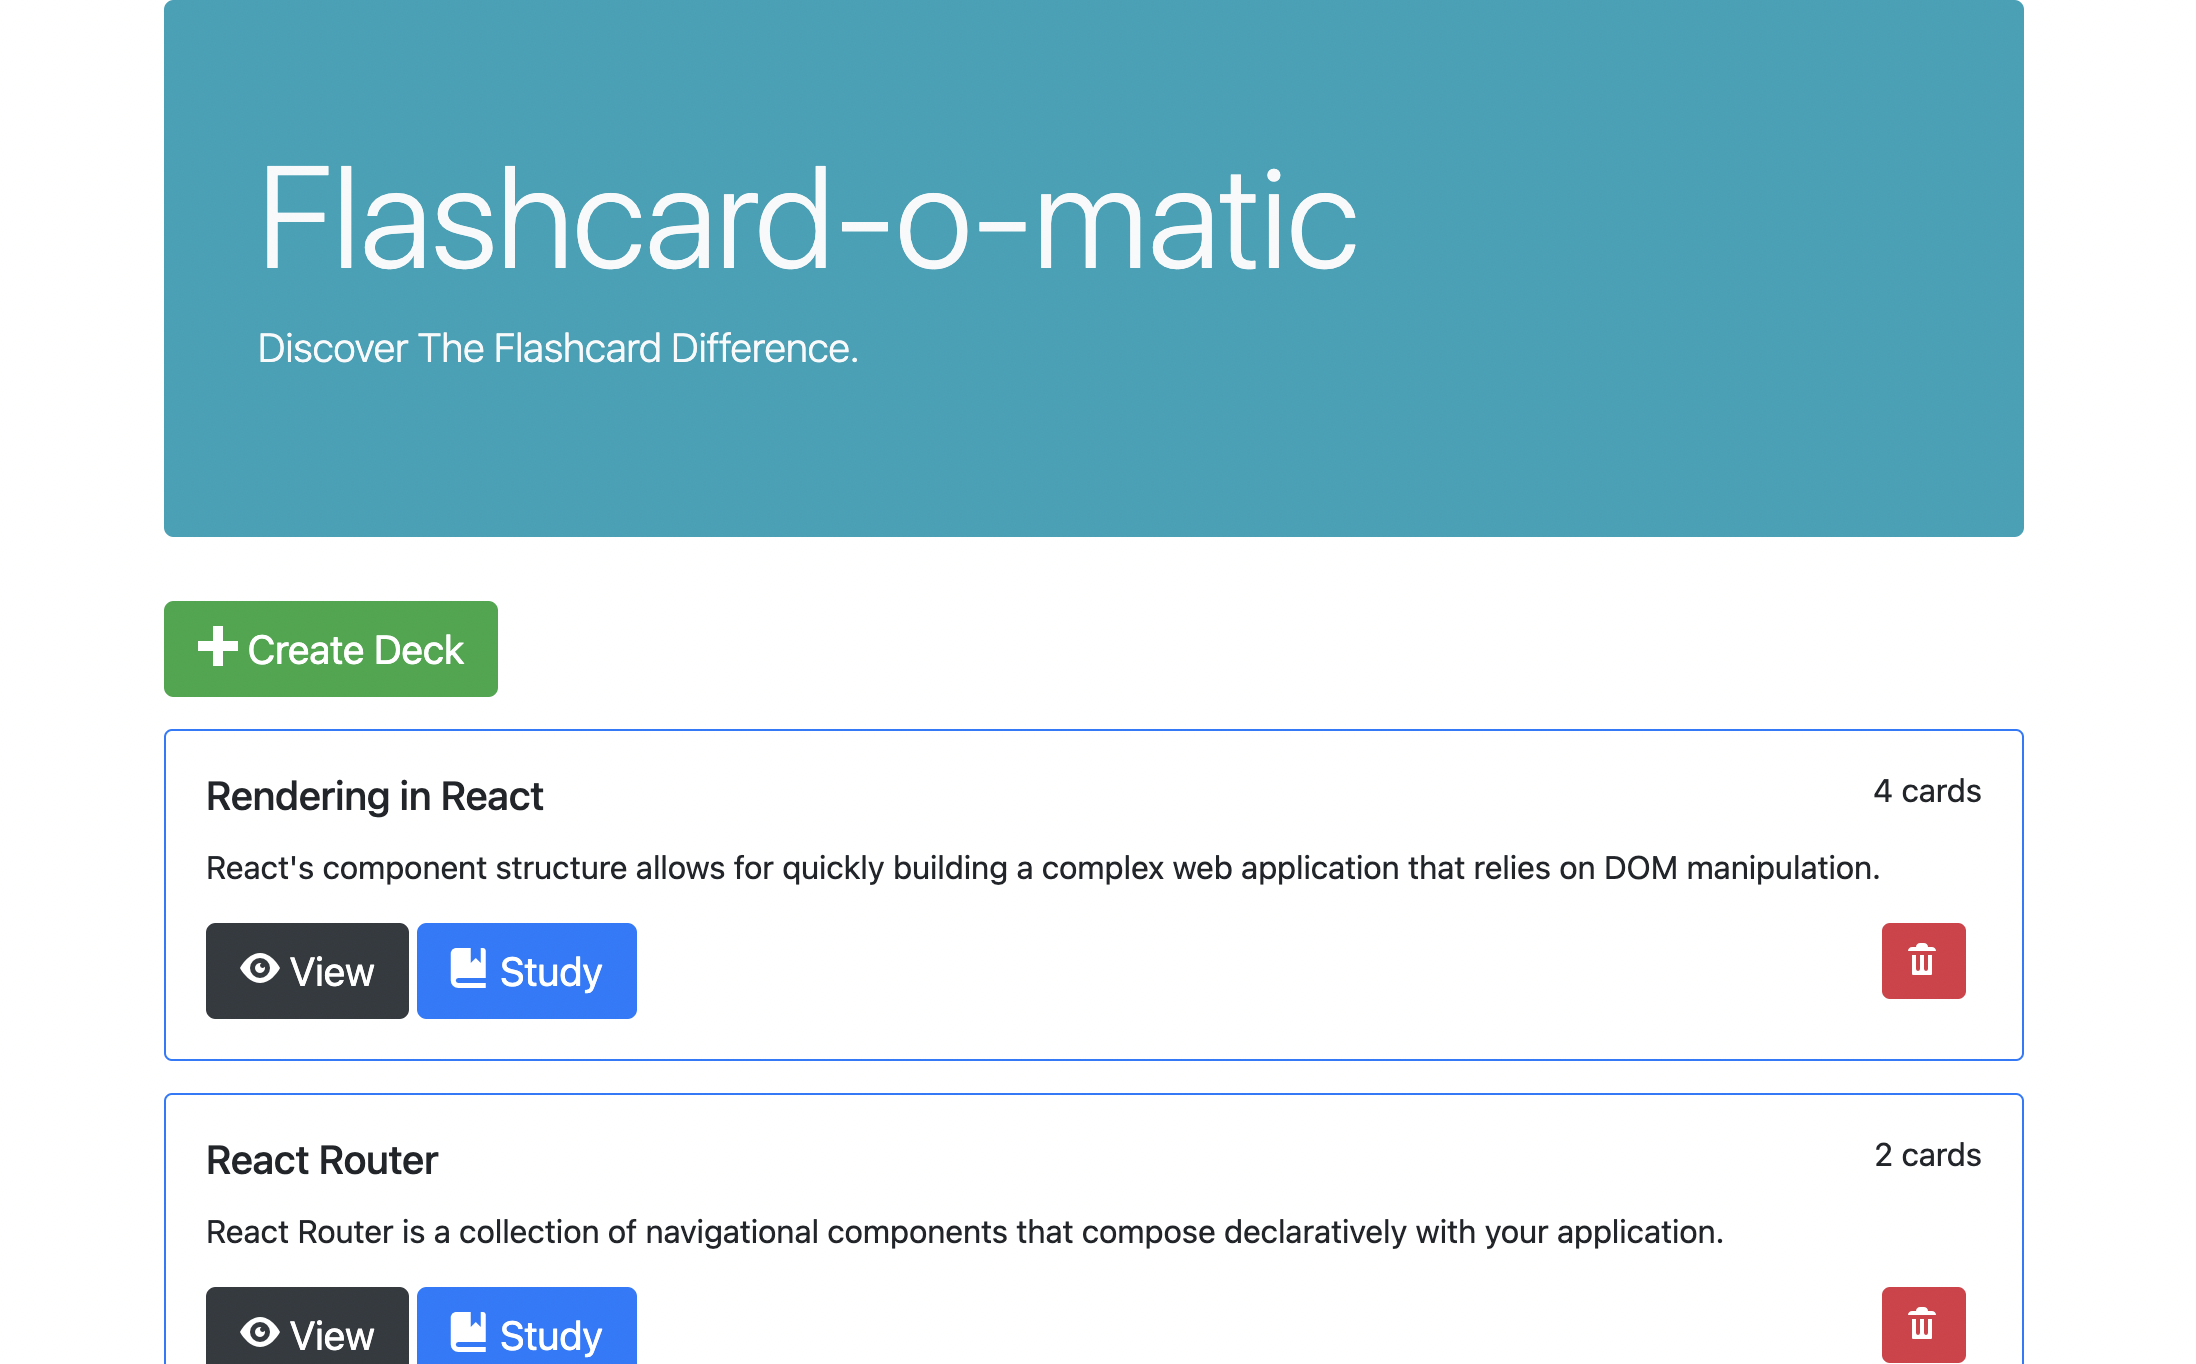 Flashcard-o-matic
Discover The Flashcard Difference.
Create Deck
Rendering in React
4 cards
React's component structure allows for quickly building a complex web application that relies on DOM manipulation.
View Study
React Router
2 cards
React Router is a collection of navigational components that compose declaratively with your application.
View Study